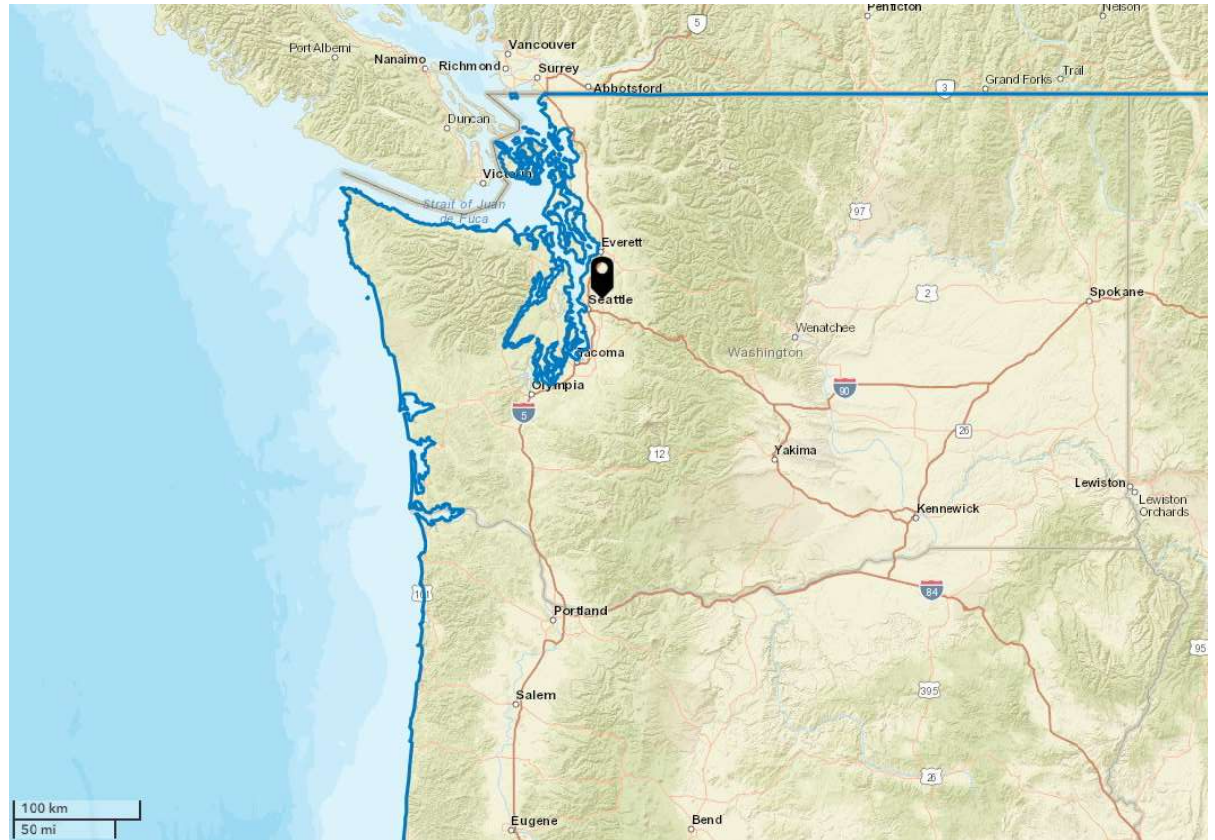 Penticton
Nelson
5
Port Alberni
Vancouver
Nanaimo
Richmond
Surrey
Trail
Grand Forks
Abbotsford
3
Duncan
Victoria
Strait of Juan
de Fuca
97
Everett
2
Spokane
Seattle
Wenatchee
Washington
Tacoma
Olympia
90
5
26
12
Yakima
Lewiston
Lewiston
Orchards
Kennewick
84
101
Portland
95
395
Salem
26
100 km
50 mi
Eugene
Bend